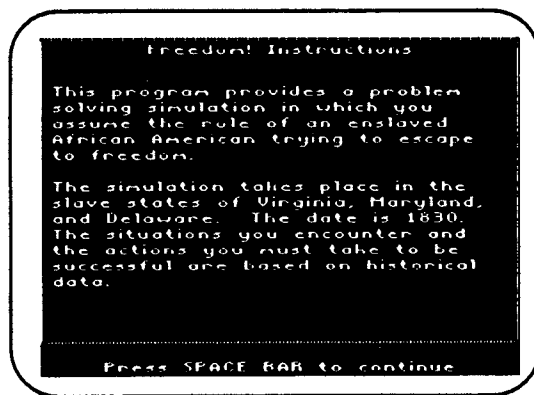 Freedom! Instructions
This program provides a problem
solving simulation in which you
assume the role of an enslaved
African American trying to escape
to freedom.
The simulation takes place in the
slave states of Virginia, Maryland,
and Delaware. The date is 1830.
The situations you encounter and
the actions you must take to be
successful are based on historical
data.
Press SPACE BAR to continue